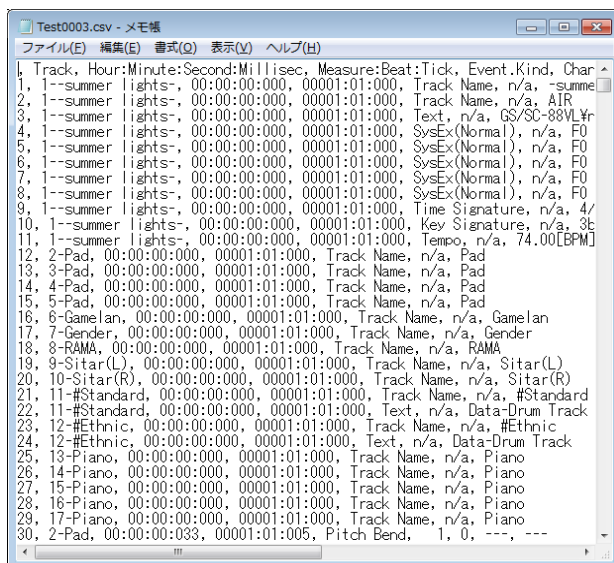 Test0003.csv - メモ帳
ファイル(F) 編集(E) 書式(O) 表示(V) ヘルプ(H)
, Track, Hour:Minute:Second:Millisec, Measure:Beat:Tick, Event.Kind, Chan
1, 1--summer lights-, 00:00:00:000, 00001:01:000, Track Name, n/a, -summe
2, 1--summer lights-, 00:00:00:000, 00001:01:000, Track Name, n/a, AIR
3, 1--summer lights-, 00:00:00:000, 00001:01:000, Text, n/a, GS/SC-88VL¥r
4, 1--summer lights-, 00:00:00:000, 00001:01:000, SysEx(Normal), n/a, F0
5, 1--summer lights-, 00:00:00:000, 00001:01:000, SysEx(Normal), n/a, F0
6, 1--summer lights-, 00:00:00:000, 00001:01:000, SysEx(Normal), n/a, F0
7, 1--summer lights-, 00:00:00:000, 00001:01:000, SysEx(Normal), n/a, F0
8, 1--summer lights-, 00:00:00:000, 00001:01:000, SysEx(Normal), n/a, F0
9, 1--summer lights-, 00:00:00:000, 00001:01:000, Time Signature, n/a, 4/
10, 1--summer lights-, 00:00:00:000, 00001:01:000, Key Signature, n/a, 3b
11, 1--summer lights-, 00:00:00:000, 00001:01:000, Tempo, n/a, 74.00[BPM]
12, 2-Pad, 00:00:00:000, 00001:01:000, Track Name, n/a, Pad
13, 3-Pad, 00:00:00:000, 00001:01:000, Track Name, n/a, Pad
14, 4-Pad, 00:00:00:000, 00001:01:000, Track Name, n/a, Pad
15, 5-Pad, 00:00:00:000, 00001:01:000, Track Name, n/a, Pad
16, 6-Gamelan, 00:00:00:000, 00001:01:000, Track Name, n/a, Gamelan
17, 7-Gender, 00:00:00:000, 00001:01:000, Track Name, n/a, Gender
18, 8-RAMA, 00:00:00:000, 00001:01:000, Track Name, n/a, RAMA
19, 9-Sitar(L), 00:00:00:000, 00001:01:000, Track Name, n/a, Sitar(L)
20, 10-Sitar(R), 00:00:00:000, 00001:01:000, Track Name, n/a, Sitar(R)
21, 11-#Standard, 00:00:00:000, 00001:01:000, Track Name, n/a, #Standard
22, 11-#Standard, 00:00:00:000, 00001:01:000, Text, n/a, Data-Drum Track
23, 12-#Ethnic, 00:00:00:000, 00001:01:000, Track Name, n/a, #Ethnic
24, 12-#Ethnic, 00:00:00:000, 00001:01:000, Text, n/a, Data-Drum Track
25, 13-Piano, 00:00:00:000, 00001:01:000, Track Name, n/a, Piano
26, 14-Piano, 00:00:00:000, 00001:01:000, Track Name, n/a, Piano
27, 15-Piano, 00:00:00:000, 00001:01:000, Track Name, n/a, Piano
28, 16-Piano, 00:00:00:000, 00001:01:000, Track Name, n/a, Piano
29, 17-Piano, 00:00:00:000, 00001:01:000, Track Name, n/a, Piano
30, 2-Pad, 00:00:00:033, 00001:01:005, Pitch Bend,   1, 0, ---, ---